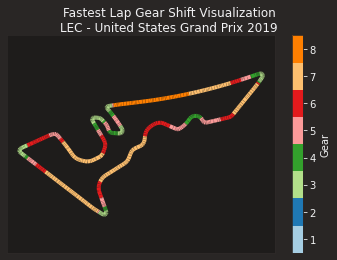 Fastest Lap Gear Shift Visualization
LEC - United States Grand Prix 2019
8
7
6
5
4
3
2
1
Gear